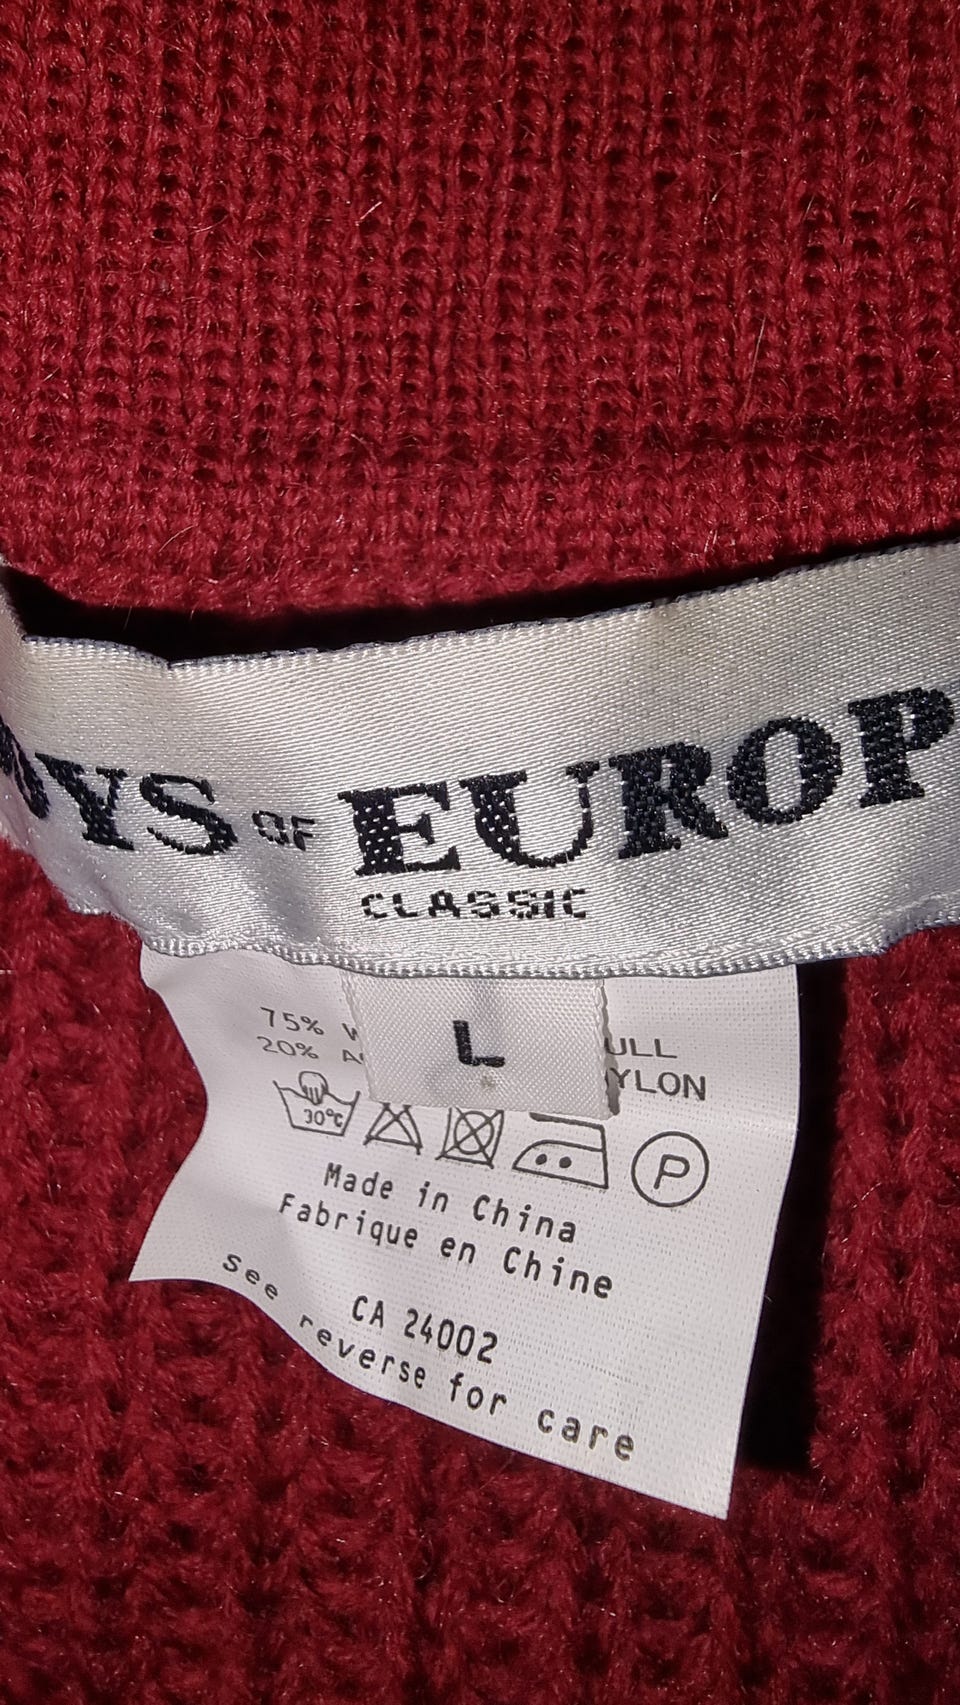 OYS OF EUROP
CLASSIC
L
75% W ULL
20% A YLON
30°C
P
Made in China
Fabrique en Chine
CA 24002
See reverse for care